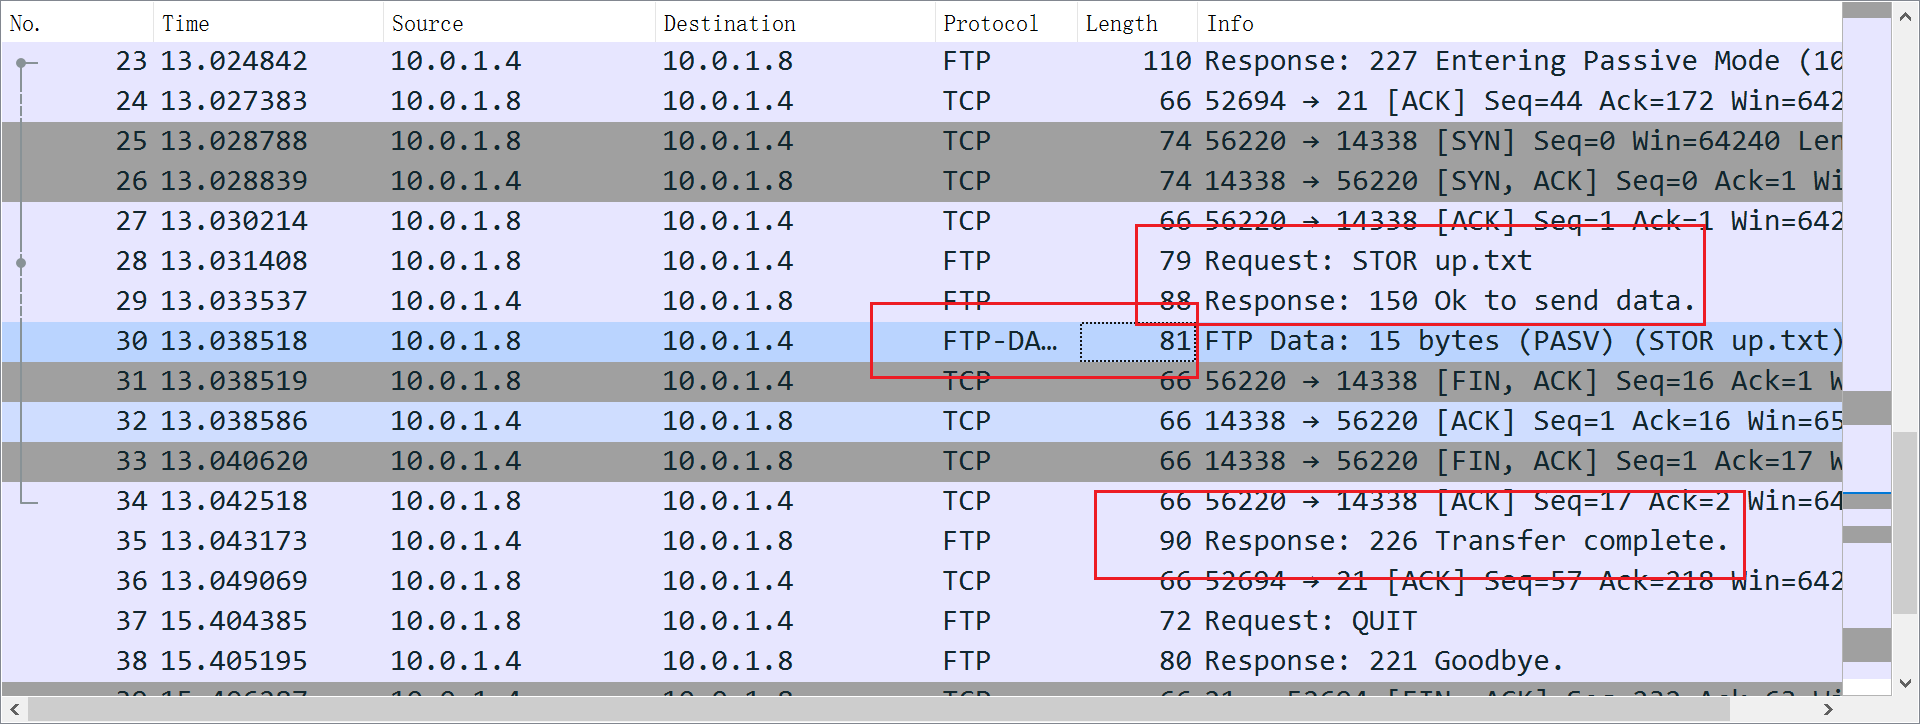 No. Time Source Destination Protocol Length Info
23 13.024842 10.0.1.4 10.0.1.8 FTP 110 Response: 227 Entering Passive Mode (10
24 13.027383 10.0.1.8 10.0.1.4 TCP 66 52694 → 21 [ACK] Seq=44 Ack=172 Win=642
25 13.028788 10.0.1.8 10.0.1.4 TCP 74 56220 → 14338 [SYN] Seq=0 Win=64240 Len
26 13.028839 10.0.1.4 10.0.1.8 TCP 74 14338 → 56220 [SYN, ACK] Seq=0 Ack=1 Wi
27 13.030214 10.0.1.8 10.0.1.4 TCP 66 56220 → 14338 [ACK] Seq=1 Ack=1 Win=642
28 13.031408 10.0.1.8 10.0.1.4 FTP 79 Request: STOR up.txt
29 13.033537 10.0.1.4 10.0.1.8 FTP 88 Response: 150 Ok to send data.
30 13.038518 10.0.1.8 10.0.1.4 FTP-DA… 81 FTP Data: 15 bytes (PASV) (STOR up.txt)
31 13.038519 10.0.1.8 10.0.1.4 TCP 66 56220 → 14338 [FIN, ACK] Seq=16 Ack=1 W
32 13.038586 10.0.1.4 10.0.1.8 TCP 66 14338 → 56220 [ACK] Seq=1 Ack=16 Win=65
33 13.040620 10.0.1.4 10.0.1.8 TCP 66 14338 → 56220 [FIN, ACK] Seq=1 Ack=17 W
34 13.042518 10.0.1.8 10.0.1.4 TCP 66 56220 → 14338 [ACK] Seq=17 Ack=2 Win=64
35 13.043173 10.0.1.4 10.0.1.8 FTP 90 Response: 226 Transfer complete.
36 13.049069 10.0.1.8 10.0.1.4 TCP 66 52694 → 21 [ACK] Seq=57 Ack=218 Win=642
37 15.404385 10.0.1.8 10.0.1.4 FTP 72 Request: QUIT
38 15.405195 10.0.1.4 10.0.1.8 FTP 80 Response: 221 Goodbye.